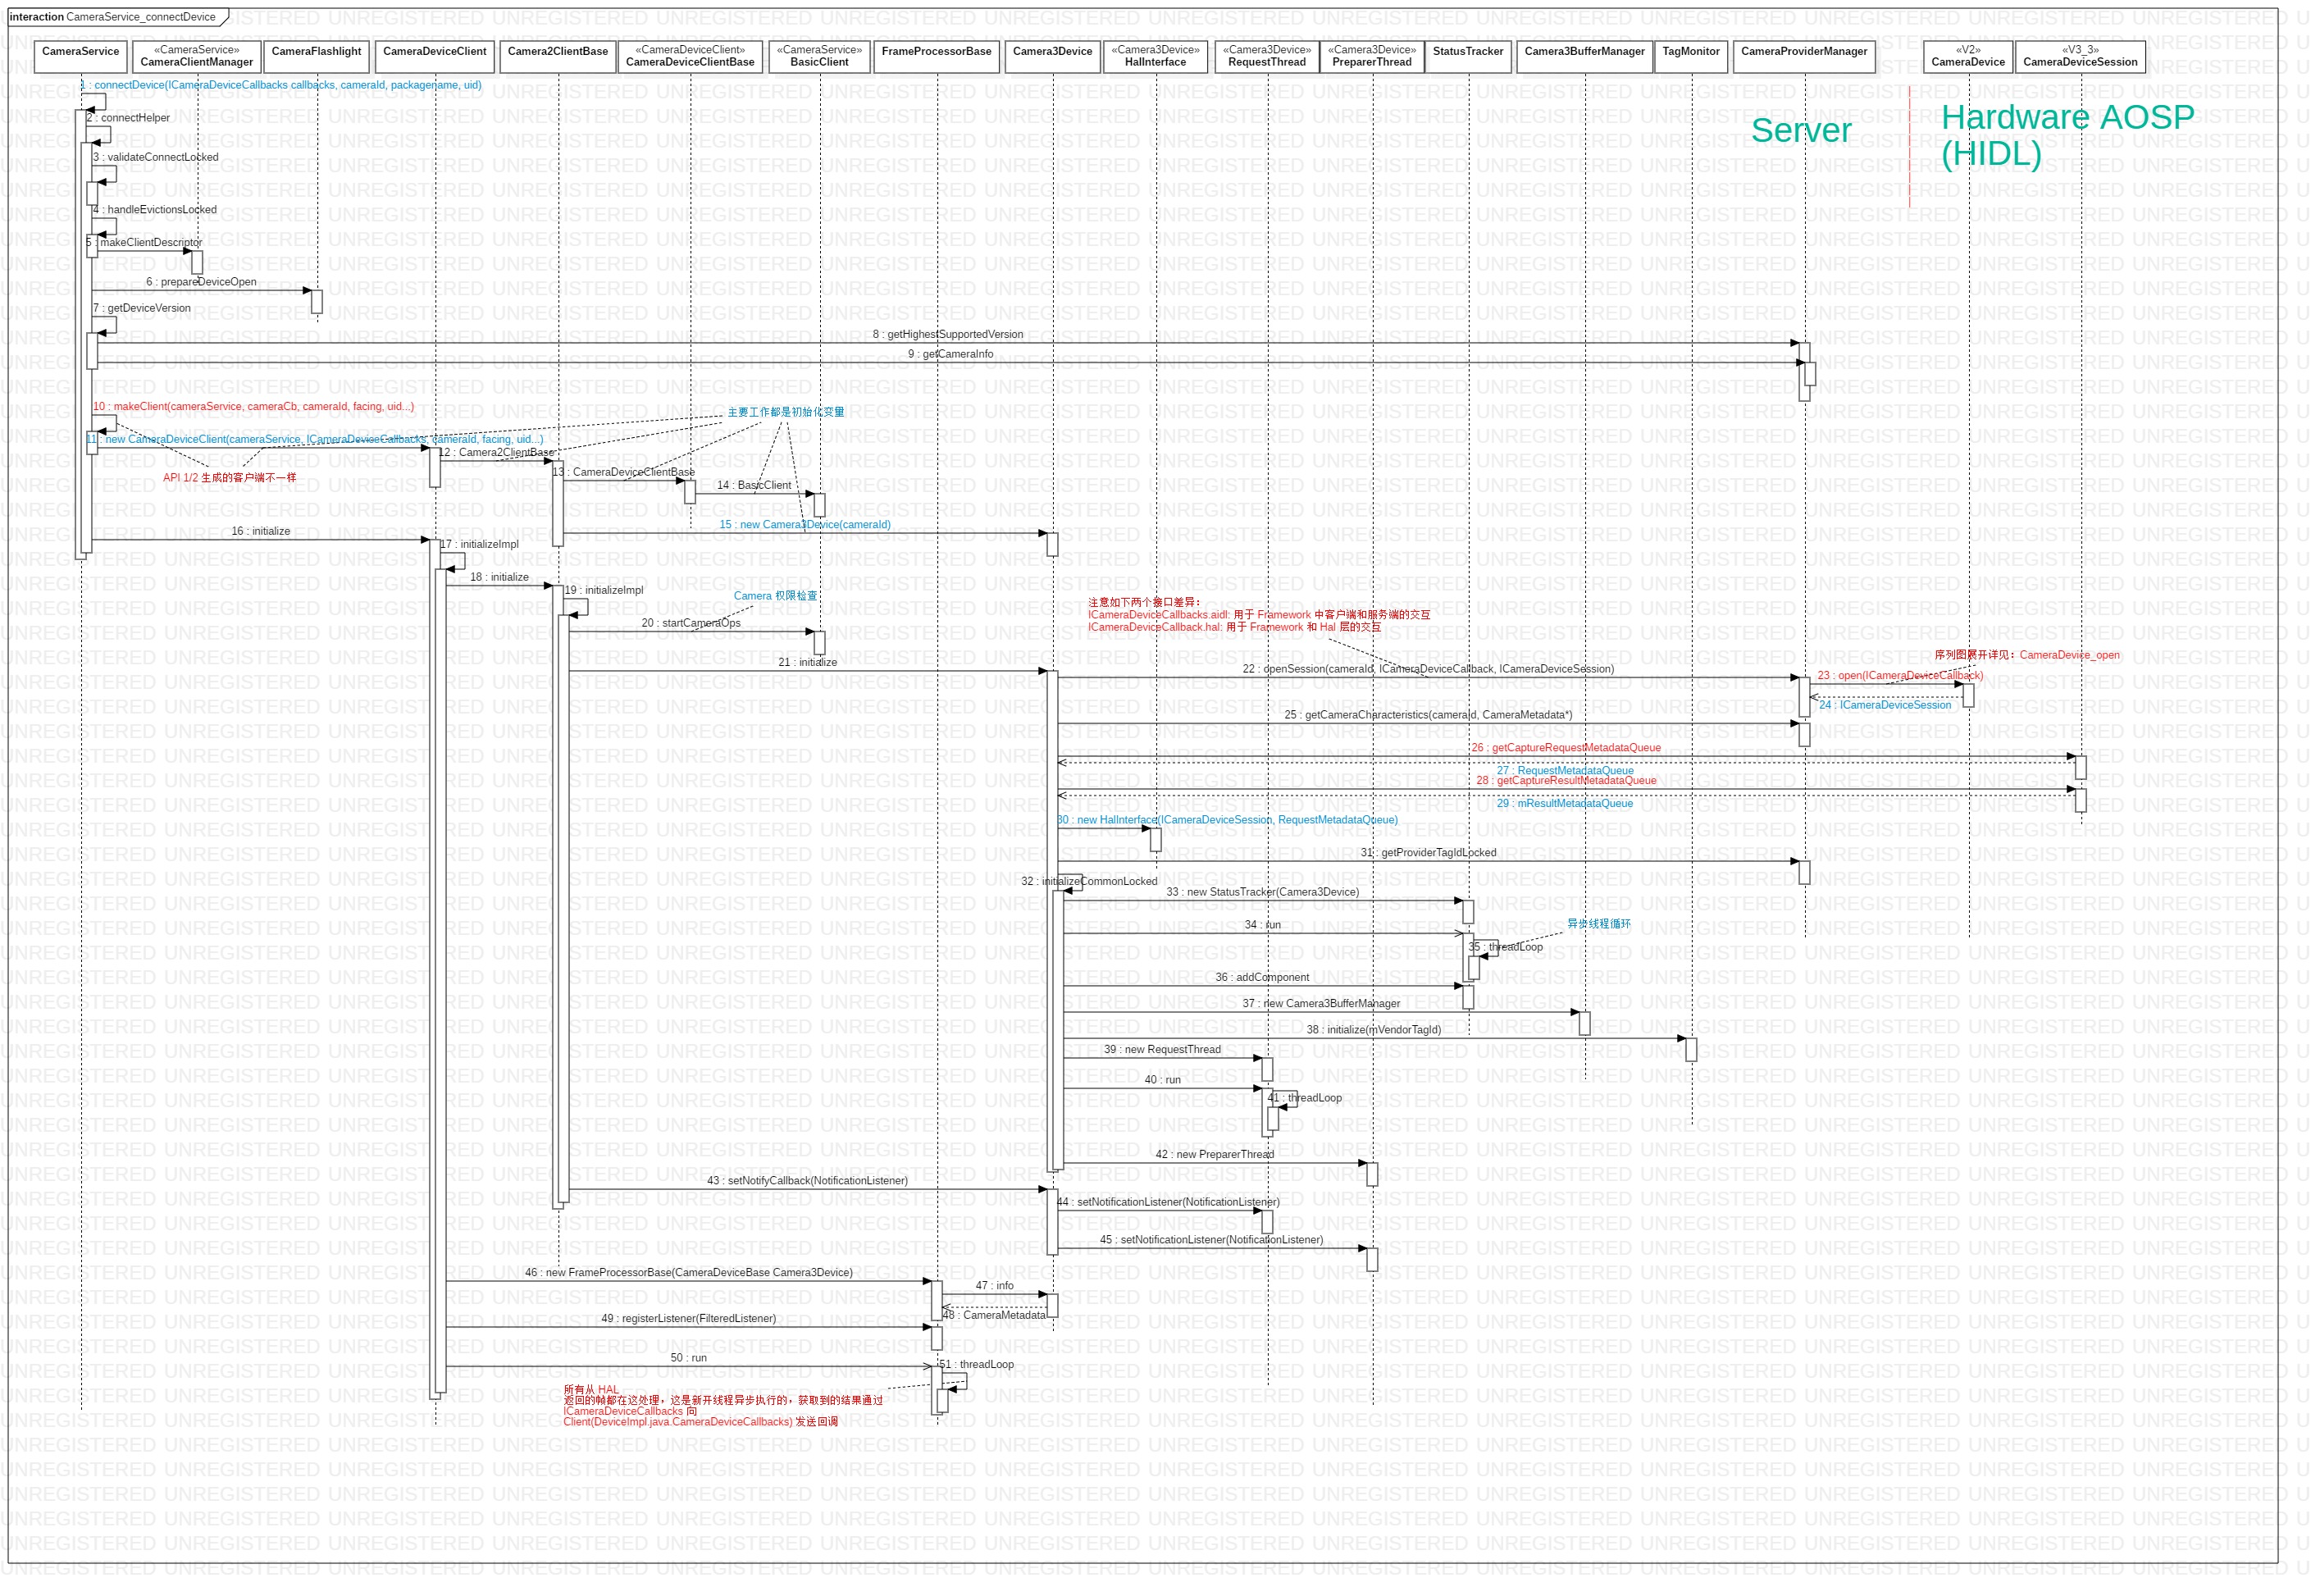 interaction CameraService_connectDevice
CameraService
«CameraService»
CameraClientManager
CameraFlashlight
CameraDeviceClient
Camera2ClientBase
«CameraDeviceClient»
CameraDeviceClientBase
«CameraService»
BasicClient
FrameProcessorBase
Camera3Device
«Camera3Device»
HalInterface
«Camera3Device»
RequestThread
«Camera3Device»
PreparerThread
StatusTracker
Camera3BufferManager
TagMonitor
CameraProviderManager
«V2»
CameraDevice
«V3_3»
CameraDeviceSession
1 : connectDevice(ICameraDeviceCallbacks callbacks, cameraId, packagename, uid)
Server
Hardware AOSP
(HIDL)
2 : connectHelper
3 : validateConnectLocked
4 : handleEvictionsLocked
5 : makeClientDescriptor
6 : prepareDeviceOpen
7 : getDeviceVersion
8 : getHighestSupportedVersion
9 : getCameraInfo
10 : makeClient(cameraService, cameraCb, cameraId, facing, uid...)
主要工作都是初始化变量
11 : new CameraDeviceClient(cameraService, ICameraDeviceCallbacks, cameraId, facing, uid...)
12 : Camera2ClientBase
API 1/2 生成的客户端不一样
13 : CameraDeviceClientBase
14 : BasicClient
15 : new Camera3Device(cameraId)
16 : initialize
17 : initializeImpl
18 : initialize
19 : initializeImpl
Camera 权限检查
20 : startCameraOps
注意如下两个接口差异：
ICameraDeviceCallbacks.aidl: 用于 Framework 中客户端和服务端的交互
ICameraDeviceCallback.hal: 用于 Framework 和 Hal 层的交互
21 : initialize
22 : openSession(cameraId, ICameraDeviceCallback, ICameraDeviceSession)
序列图展开详见：CameraDevice_open
23 : open(ICameraDeviceCallback)
24 : ICameraDeviceSession
25 : getCameraCharacteristics(cameraId, CameraMetadata*)
26 : getCaptureRequestMetadataQueue
27 : RequestMetadataQueue
28 : getCaptureResultMetadataQueue
29 : mResultMetadataQueue
30 : new HalInterface(ICameraDeviceSession, RequestMetadataQueue)
31 : getProviderTagIdLocked
32 : initializeCommonLocked
33 : new StatusTracker(Camera3Device)
34 : run
异步线程循环
35 : threadLoop
36 : addComponent
37 : new Camera3BufferManager
38 : initialize(mVendorTagId)
39 : new RequestThread
40 : run
41 : threadLoop
42 : new PreparerThread
43 : setNotifyCallback(NotificationListener)
44 : setNotificationListener(NotificationListener)
45 : setNotificationListener(NotificationListener)
46 : new FrameProcessorBase(CameraDeviceBase Camera3Device)
47 : info
48 : CameraMetadata
49 : registerListener(FilteredListener)
50 : run
51 : threadLoop
所有从 HAL
返回的帧都在这处理，这是新开线程异步执行的，获取到的结果通过
ICameraDeviceCallbacks 向
Client(DeviceImpl.java.CameraDeviceCallbacks) 发送回调